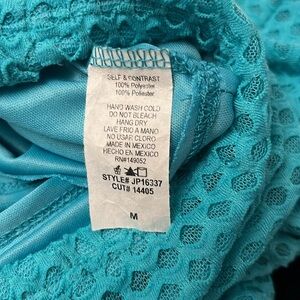 SELF & CONTRAST
100% Polyester
100% Poliester
HAND WASH COLD
DO NOT BLEACH
HANG DRY
LAVE FRIO A MANO
NO USAR CLORO
MADE IN MEXICO
HECHO EN MEXICO
RN#149052
STYLE# JP16337
CUT# 14405
M